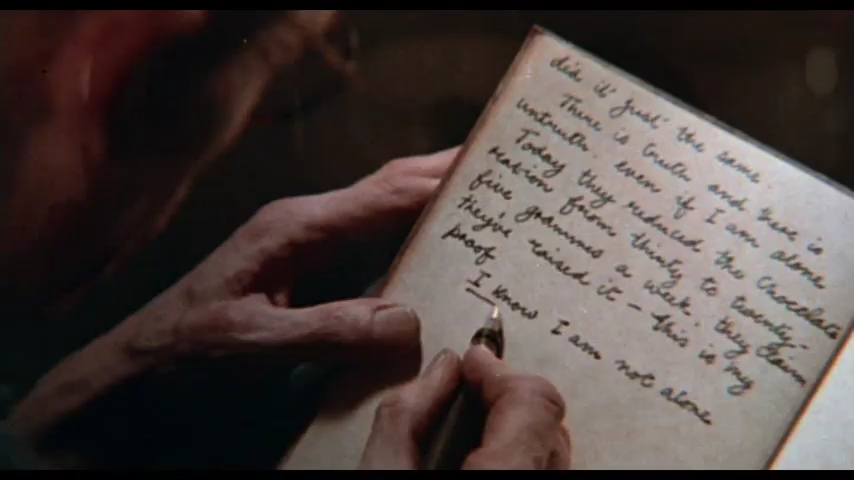 did it just the same
There is truth and there is
untruth. even if I am alone
Today they reduced the Chocolate
ration from thirty to twenty-
five grammes a week. they claim
they've raised it - this is my
proof
I know I am not alone